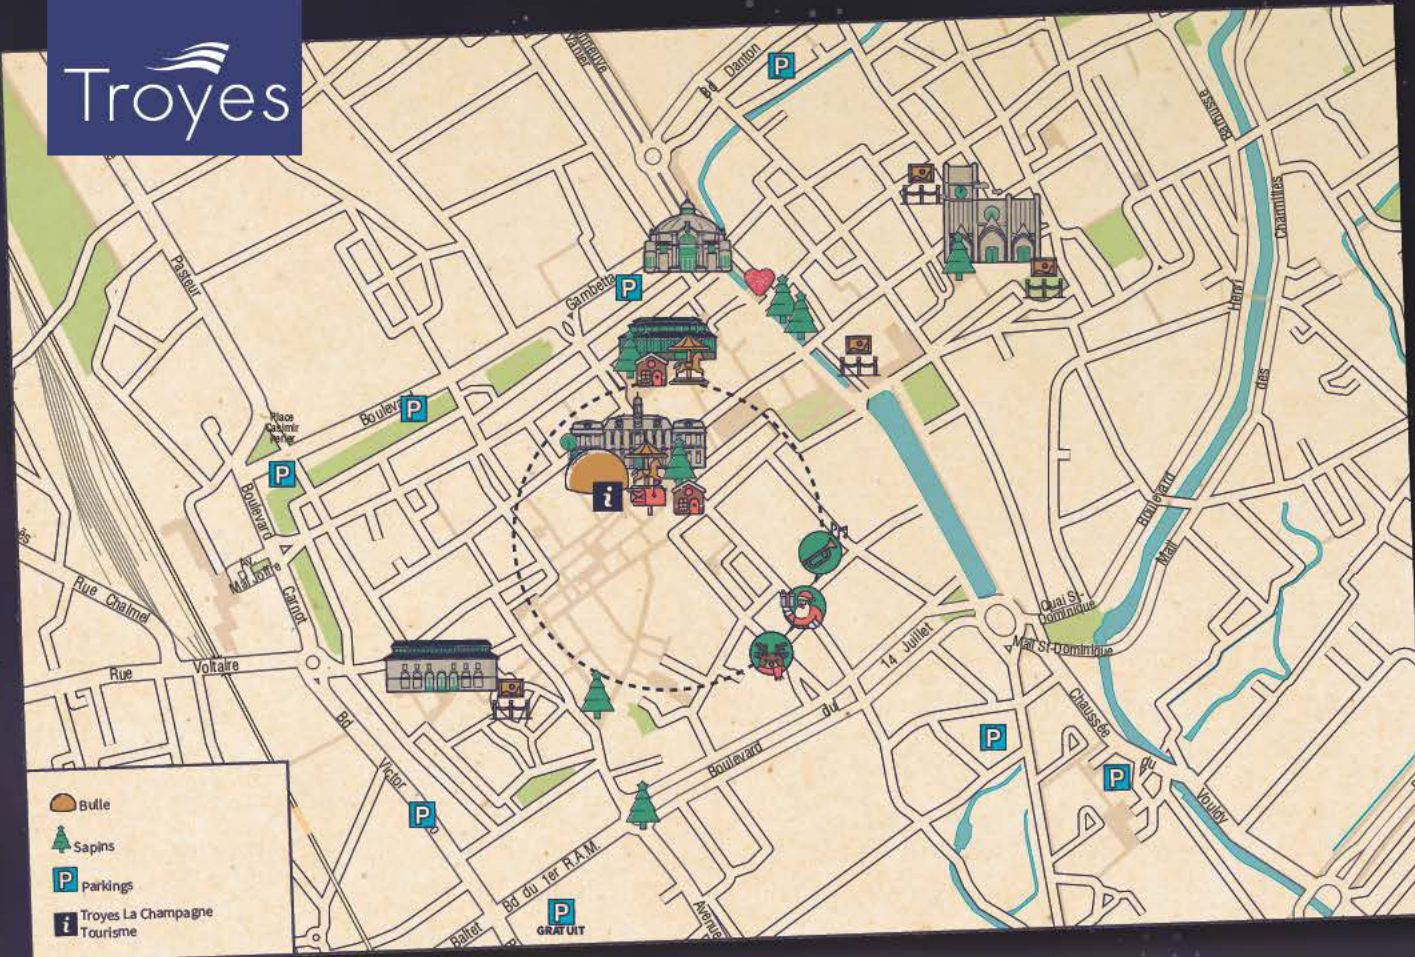 Troyes
Danton
Bd
P
Barbusse
Chamilles
Pasteur
Gambetta
P
Henri
des
Place
Casimir
Perier
P
P
Boulevard
Boulevard
Mail
i
Av.
Mal Joffre
Carnot
Rue Chalmel
Quai St-
Dominique
Mail St Dominique
14 Juillet
du
Boulevard
Rue
Voltaire
Bd
Victor
P
Chaussée
du
Vouldy
P
P
Bd du 1er R.A.M.
Baltet
P
GRATUIT
Avenue
Bulle
Sapins
P Parkings
i Troyes La Champagne
Tourisme